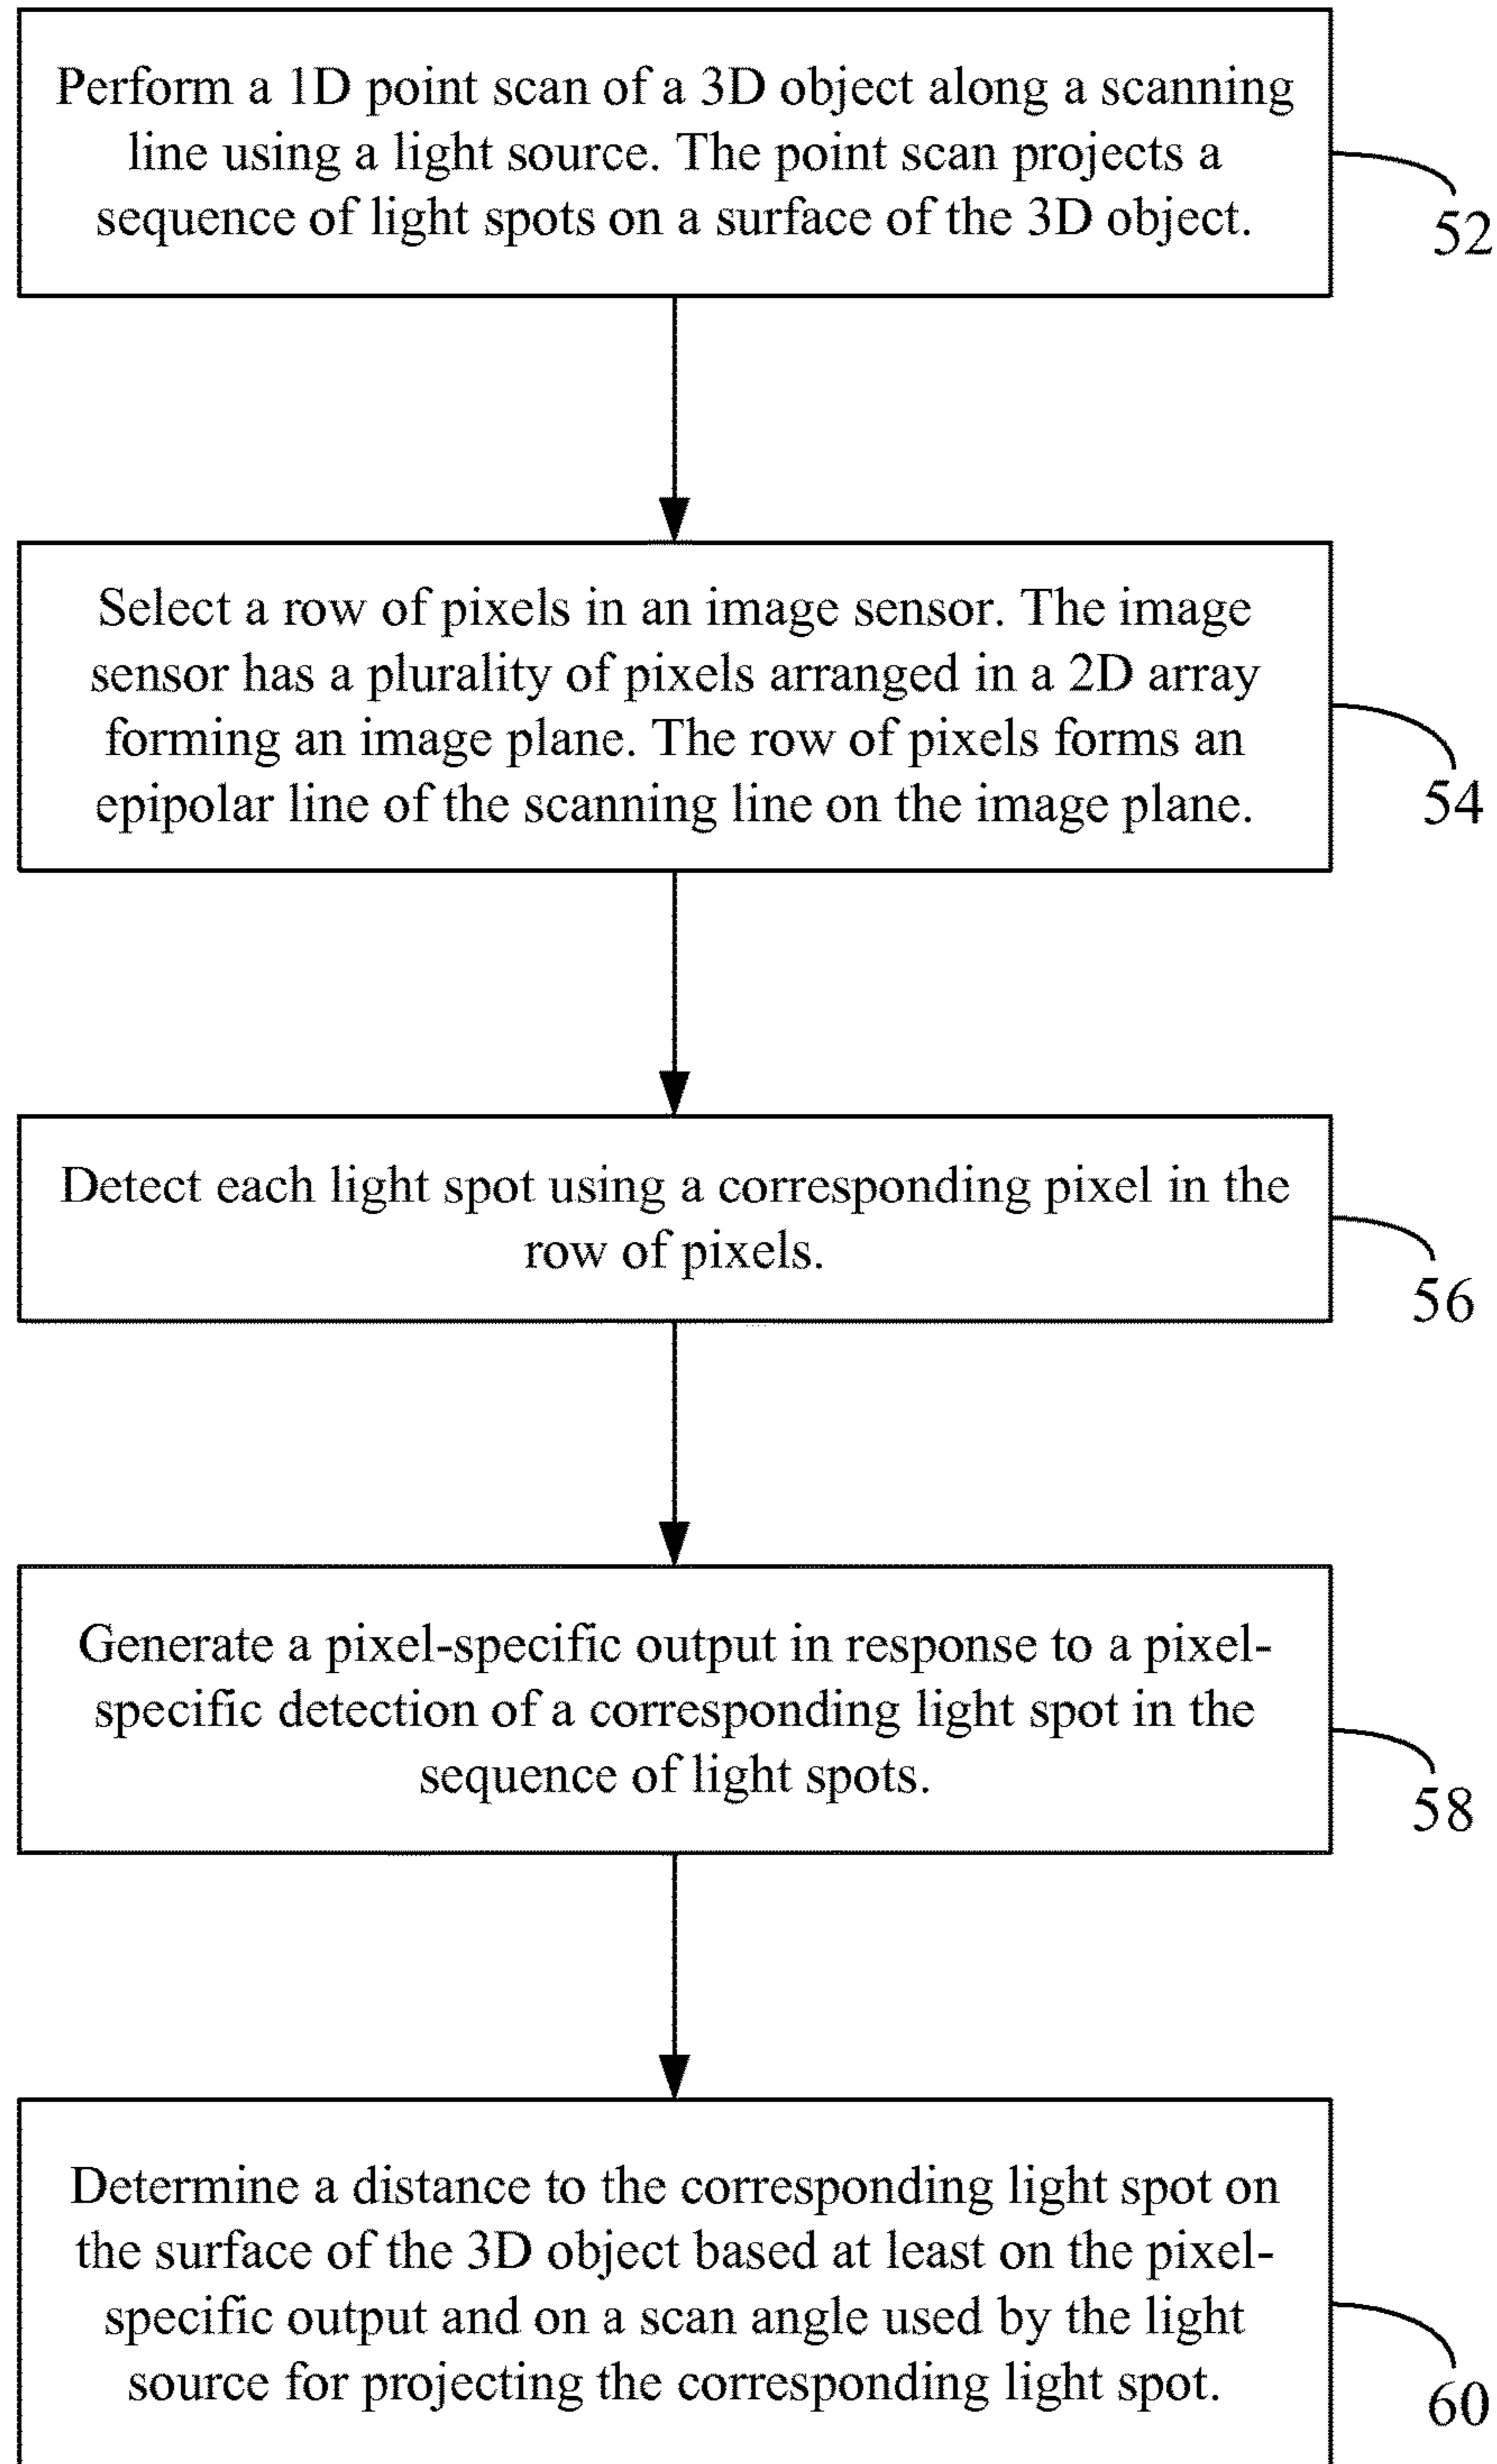 Perform a 1D point scan of a 3D object along a scanning
line using a light source. The point scan projects a
sequence of light spots on a surface of the 3D object.
52
Select a row of pixels in an image sensor. The image
sensor has a plurality of pixels arranged in a 2D array
forming an image plane. The row of pixels forms an
epipolar line of the scanning line on the image plane.
54
Detect each light spot using a corresponding pixel in the
row of pixels.
56
Generate a pixel-specific output in response to a pixel-
specific detection of a corresponding light spot in the
sequence of light spots.
58
Determine a distance to the corresponding light spot on
the surface of the 3D object based at least on the pixel-
specific output and on a scan angle used by the light
source for projecting the corresponding light spot.
60